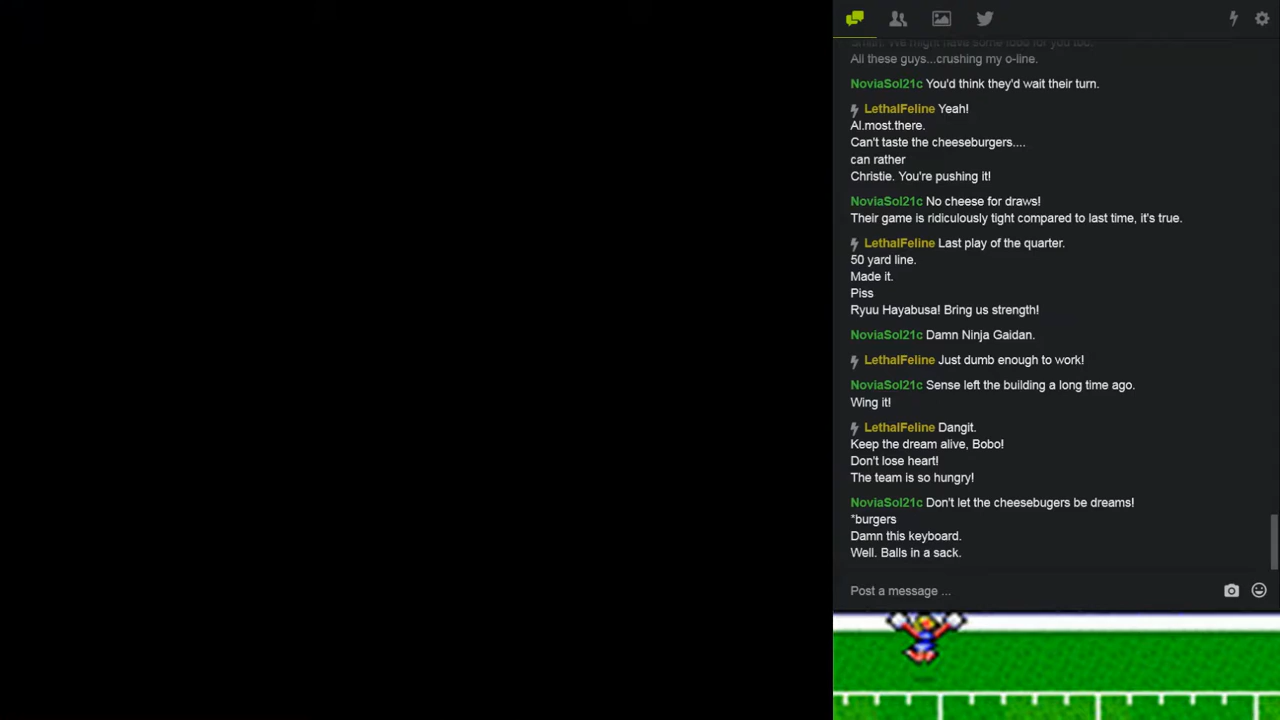 All these guys...crushing my o-line.
NoviaSol21c You'd think they'd wait their turn.
LethalFeline Yeah!
Al.most.there.
Can't taste the cheeseburgers....
can rather
Christie. You're pushing it!
NoviaSol21c No cheese for draws!
Their game is ridiculously tight compared to last time, it's true.
LethalFeline Last play of the quarter.
50 yard line.
Made it.
Piss
Ryuu Hayabusa! Bring us strength!
NoviaSol21c Damn Ninja Gaidan.
LethalFeline Just dumb enough to work!
NoviaSol21c Sense left the building a long time ago.
Wing it!
LethalFeline Dangit.
Keep the dream alive, Bobo!
Don't lose heart!
The team is so hungry!
NoviaSol21c Don't let the cheesebugers be dreams!
*burgers
Damn this keyboard.
Well. Balls in a sack.
Post a message ...